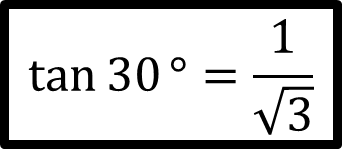 tan 30° = 1/√3